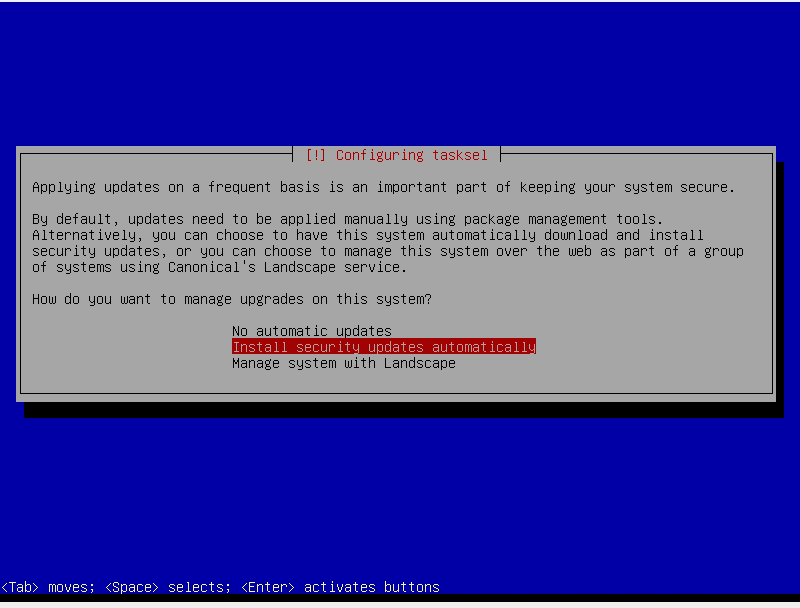 [!] Configuring tasksel
Applying updates on a frequent basis is an important part of keeping your system secure.
By default, updates need to be applied manually using package management tools.
Alternatively, you can choose to have this system automatically download and install
security updates, or you can choose to manage this system over the web as part of a group
of systems using Canonical's Landscape service.
How do you want to manage upgrades on this system?
No automatic updates
Install security updates automatically
Manage system with Landscape
<Tab> moves; <Space> selects; <Enter> activates buttons